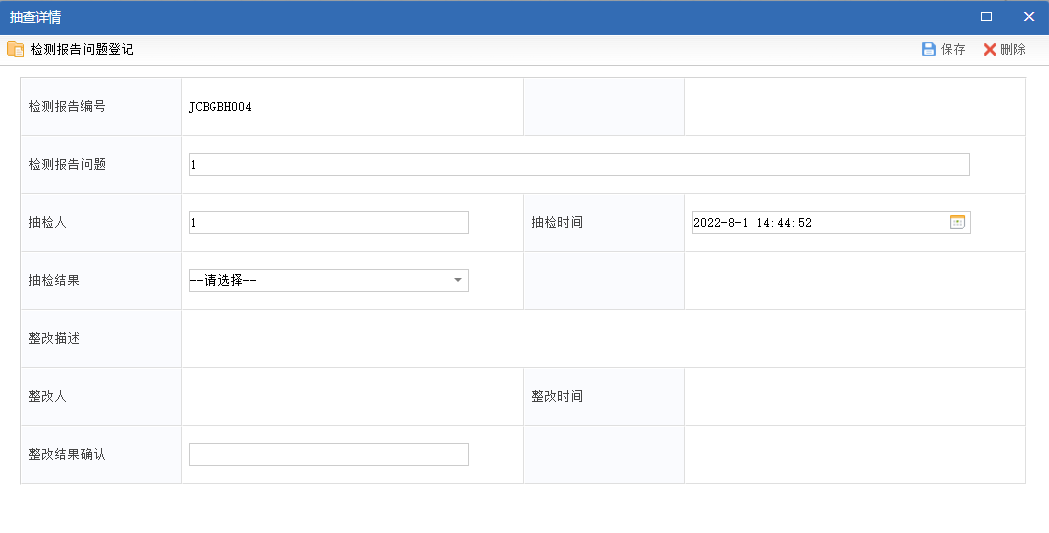 抽查详情
检测报告问题登记 保存 删除
检测报告编号 JCBGBH004
检测报告问题 1
抽检人 1 抽检时间 2022-8-1 14:44:52
抽检结果 --请选择--
整改描述
整改人 整改时间
整改结果确认